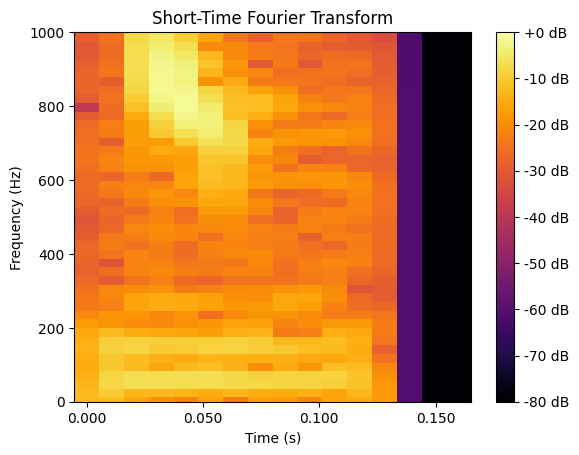 Short-Time Fourier Transform
1000
800
600
400
200
0
Frequency (Hz)
0.000
0.050
0.100
0.150
Time (s)
+0 dB
-10 dB
-20 dB
-30 dB
-40 dB
-50 dB
-60 dB
-70 dB
-80 dB